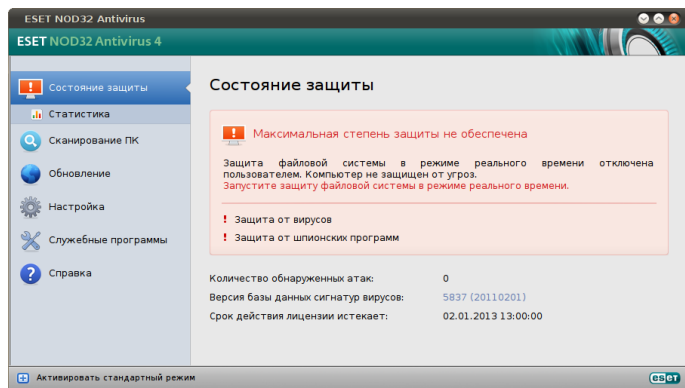 ESET NOD32 Antivirus
ESET NOD32 Antivirus 4
Состояние защиты
Статистика
Сканирование ПК
Обновление
Настройка
Служебные программы
Справка
Состояние защиты
Максимальная степень защиты не обеспечена
Защита файловой системы в режиме реального времени отключена
пользователем. Компьютер не защищен от угроз.
Запустите защиту файловой системы в режиме реального времени.
! Защита от вирусов
! Защита от шпионских программ
Количество обнаруженных атак: 0
Версия базы данных сигнатур вирусов: 5837 (20110201)
Срок действия лицензии истекает: 02.01.2013 13:00:00
Активировать стандартный режим
eset